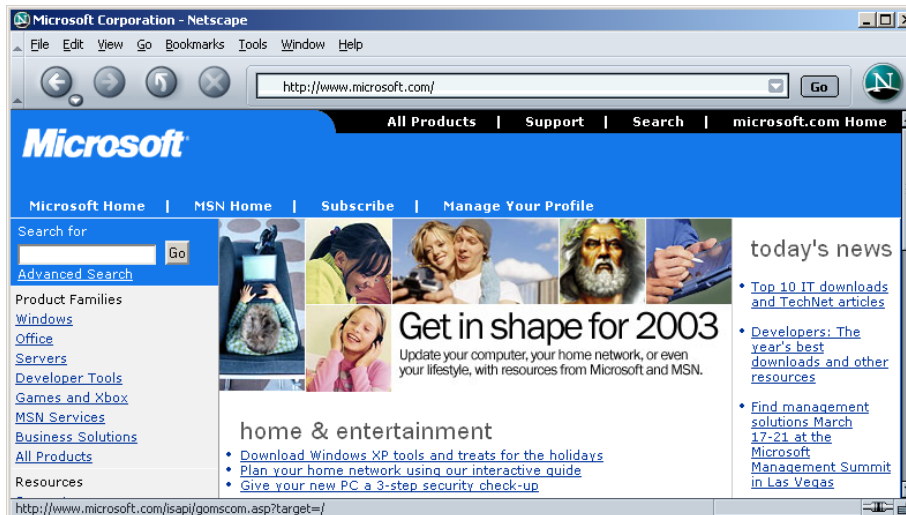 Microsoft Corporation - Netscape
File Edit View Go Bookmarks Tools Window Help
http://www.microsoft.com/ Go N
All Products | Support | Search | microsoft.com Home
Microsoft
Microsoft Home | MSN Home | Subscribe | Manage Your Profile
Search for
Go
Advanced Search
Product Families
Windows
Office
Servers
Developer Tools
Games and Xbox
MSN Services
Business Solutions
All Products
Resources
Get in shape for 2003
Update your computer, your home network, or even
your lifestyle, with resources from Microsoft and MSN.
home & entertainment
Download Windows XP tools and treats for the holidays
Plan your home network using our interactive guide
Give your new PC a 3-step security check-up
today's news
Top 10 IT downloads
and TechNet articles
Developers: The
year's best
downloads and other
resources
Find management
solutions March
17-21 at the
Microsoft
Management Summit
in Las Vegas
http://www.microsoft.com/isapi/gomscom.asp?target=/